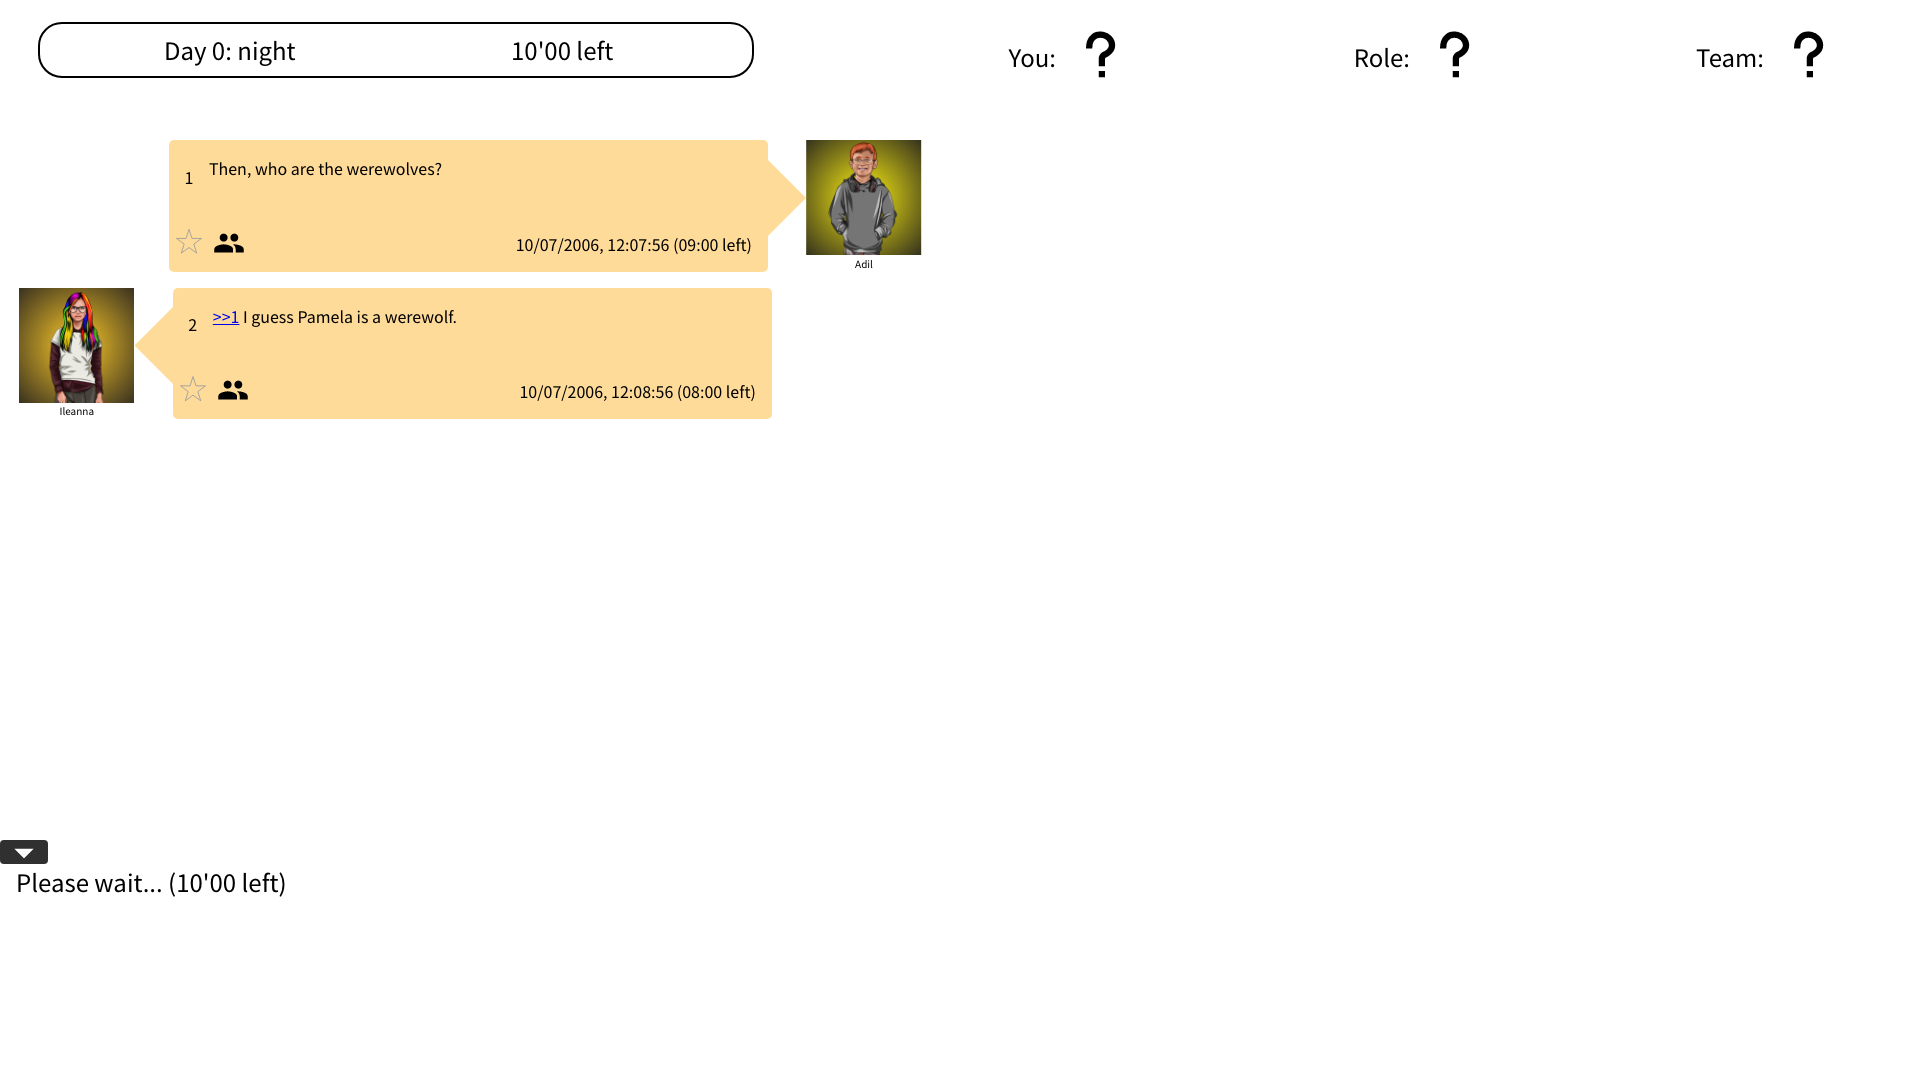 Day 0: night 10'00 left
You: ? Role: ? Team: ?
1 Then, who are the werewolves?
10/07/2006, 12:07:56 (09:00 left)
Adil
2 >>1 I guess Pamela is a werewolf.
10/07/2006, 12:08:56 (08:00 left)
Ileanna
Please wait... (10'00 left)